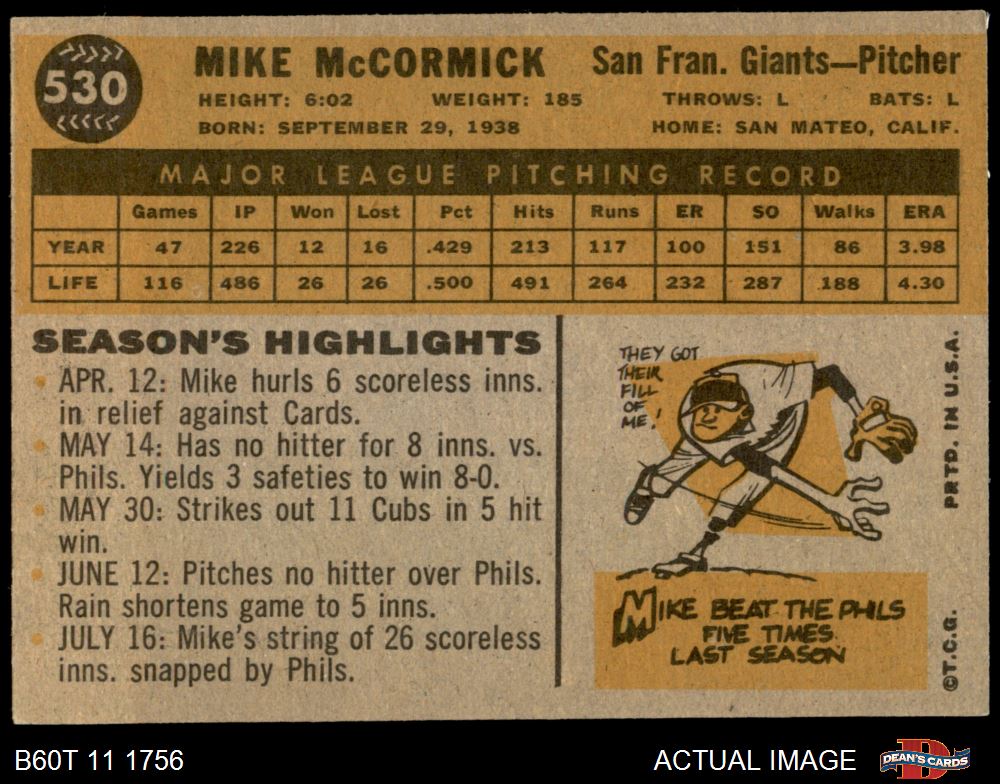 530
MIKE McCORMICK San Fran. Giants—Pitcher
HEIGHT: 6:02 WEIGHT: 185 THROWS: L BATS: L
BORN: SEPTEMBER 29, 1938 HOME: SAN MATEO, CALIF.
MAJOR LEAGUE PITCHING RECORD
Games IP Won Lost Pct Hits Runs ER SO Walks ERA
YEAR 47 226 12 16 .429 213 117 100 151 86 3.98
LIFE 116 486 26 26 .500 491 264 232 287 188 4.30
SEASON'S HIGHLIGHTS
• APR. 12: Mike hurls 6 scoreless inns.
in relief against Cards.
• MAY 14: Has no hitter for 8 inns. vs.
Phils. Yields 3 safeties to win 8-0.
• MAY 30: Strikes out 11 Cubs in 5 hit
win.
• JUNE 12: Pitches no hitter over Phils.
Rain shortens game to 5 inns.
• JULY 16: Mike's string of 26 scoreless
inns. snapped by Phils.
THEY GOT
THEIR
FILL
OF
ME!
MIKE BEAT THE PHILS
FIVE TIMES
LAST SEASON
©T.C.G. PRTD. IN U.S.A.
B60T 11 1756 ACTUAL IMAGE DEAN'S CARDS